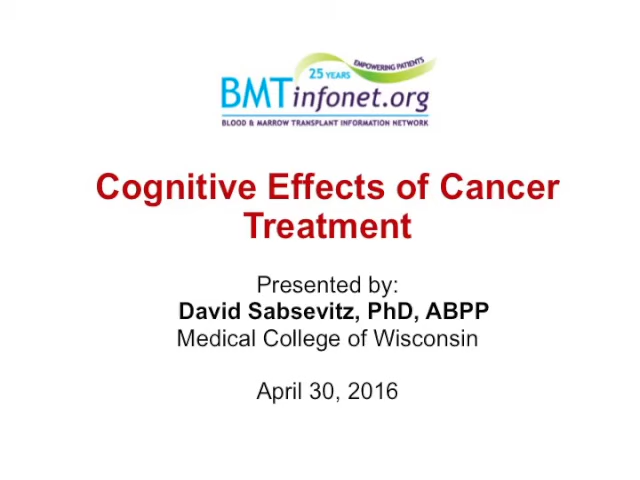 EMPOWERING PATIENTS
25 YEARS
BMTinfonet.org
BLOOD & MARROW TRANSPLANT INFORMATION NETWORK
Cognitive Effects of Cancer
Treatment
Presented by:
David Sabsevitz, PhD, ABPP
Medical College of Wisconsin
April 30, 2016